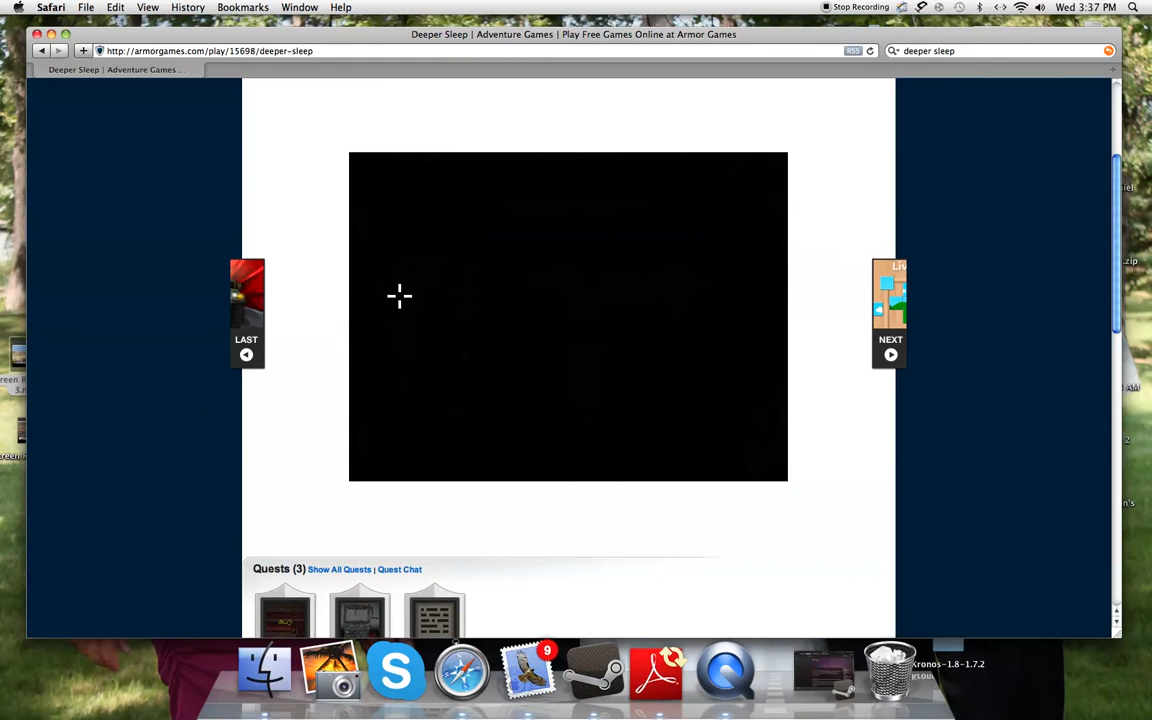 Safari File Edit View History Bookmarks Window Help Stop Recording Wed 3:37 PM
Deeper Sleep | Adventure Games | Play Free Games Online at Armor Games
http://armorgames.com/play/15698/deeper-sleep RSS deeper sleep
Deeper Sleep | Adventure Games ...
LAST
NEXT
.zip
Quests (3) Show All Quests | Quest Chat
9
Kronos-1.8-1.7.2